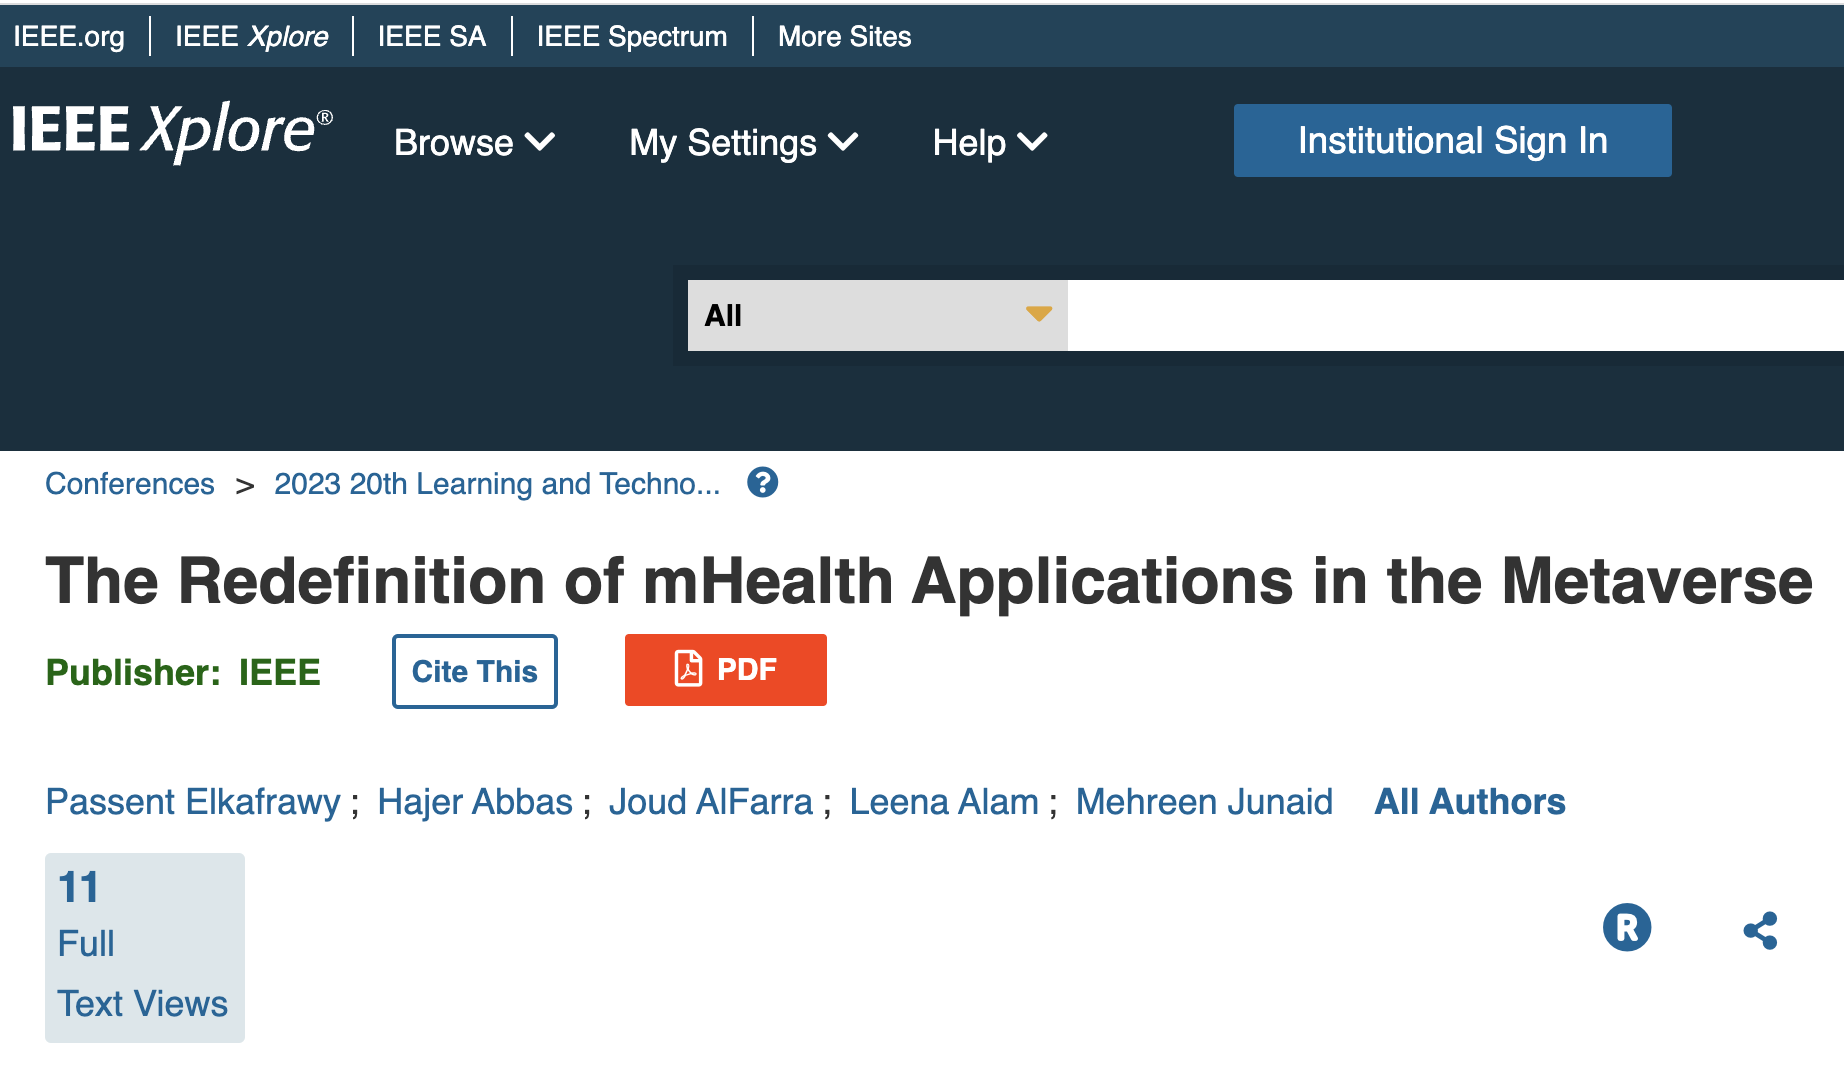 IEEE.org IEEE Xplore IEEE SA IEEE Spectrum More Sites
IEEE Xplore® Browse My Settings Help Institutional Sign In
All
Conferences > 2023 20th Learning and Techno... ?
The Redefinition of mHealth Applications in the Metaverse
Publisher: IEEE Cite This PDF
Passent Elkafrawy ; Hajer Abbas ; Joud AlFarra ; Leena Alam ; Mehreen Junaid All Authors
11
Full
Text Views
R